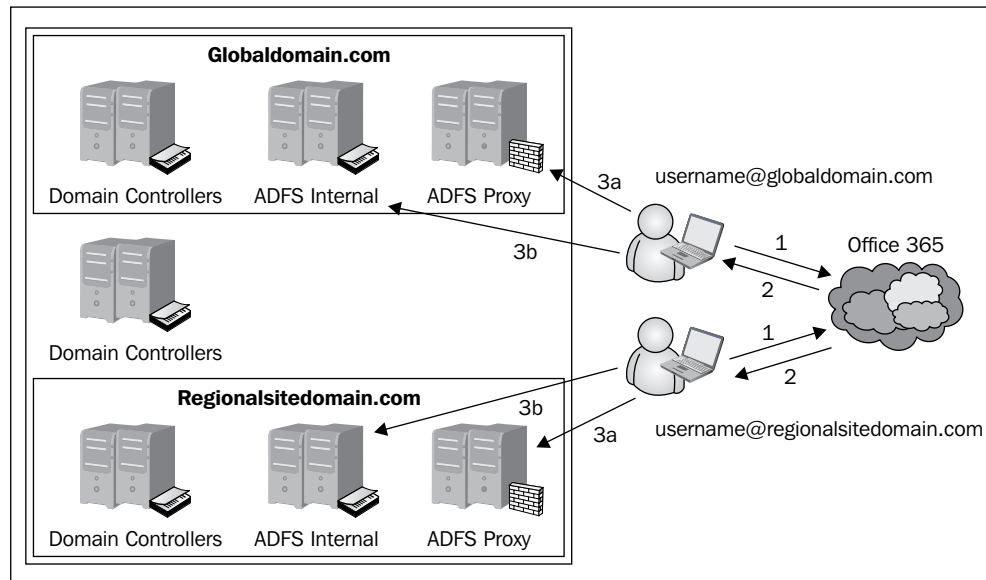 Globaldomain.com
Domain Controllers
ADFS Internal
ADFS Proxy
3a
username@globaldomain.com
3b
1
Office 365
2
Domain Controllers
1
2
Regionalsitedomain.com
3b
3a
username@regionalsitedomain.com
Domain Controllers
ADFS Internal
ADFS Proxy